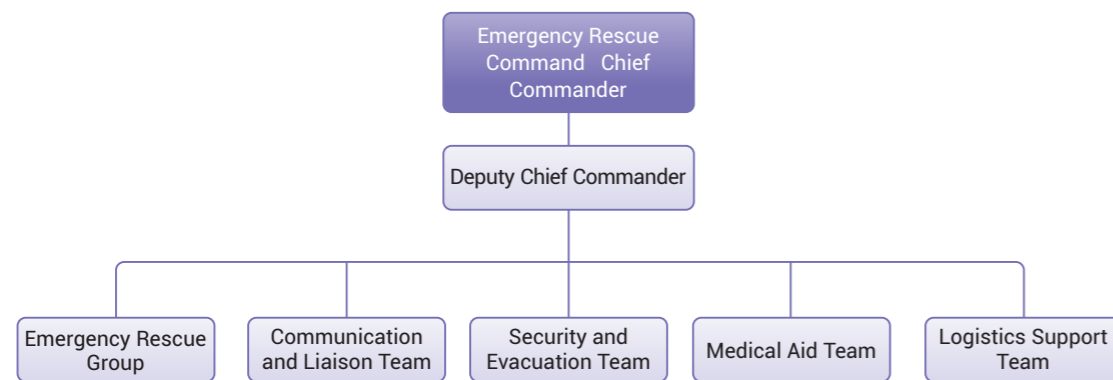 Emergency Rescue
Command Chief
Commander
Deputy Chief Commander
Emergency Rescue
Group
Communication
and Liaison Team
Security and
Evacuation Team
Medical Aid Team
Logistics Support
Team